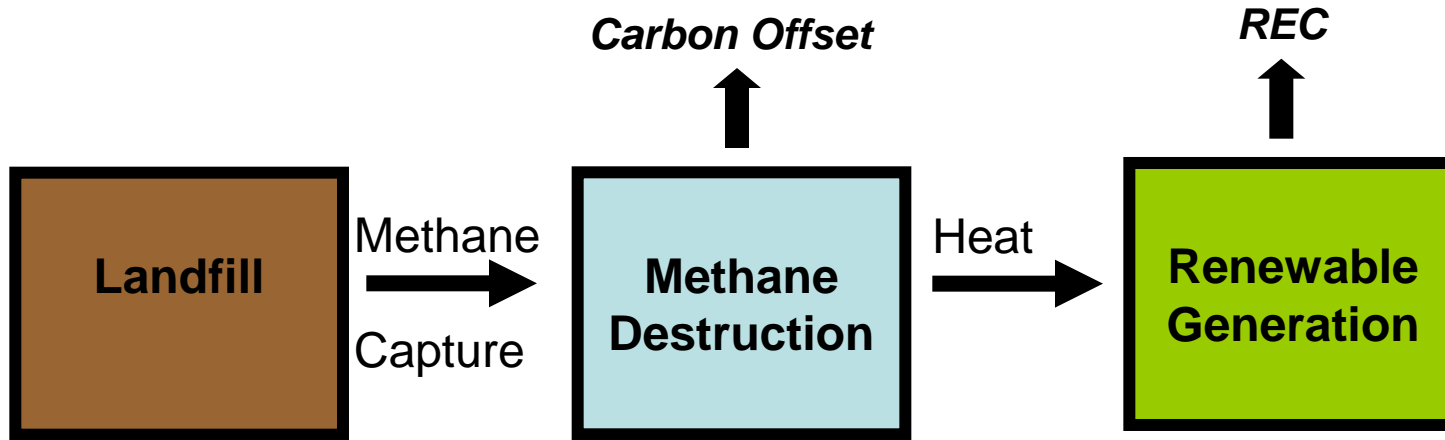 Carbon Offset
REC
Landfill
Methane
Capture
Methane
Destruction
Heat
Renewable
Generation